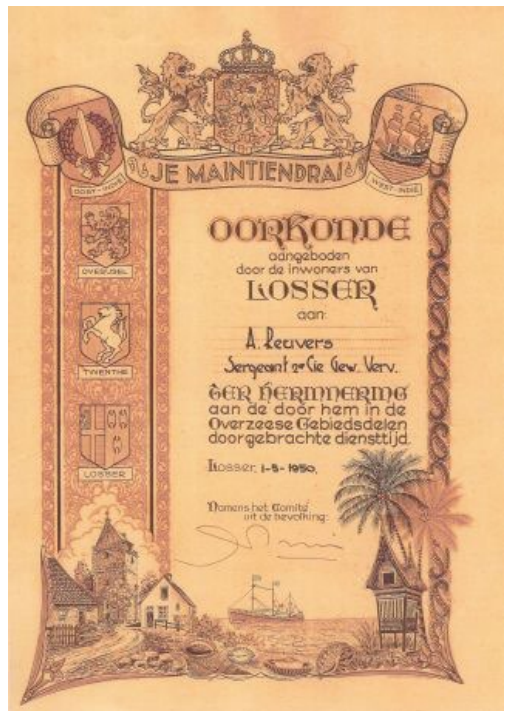 JE MAINTIENDRAI
OOST-INDIË
WEST-INDIË
OVERIJSEL
TWENTHE
LOSSER
OORKONDE
aangeboden
door de inwoners van
LOSSER
aan:
A. Leuvers
Sergeant 2e Cie Gew. Verv.
TER HERINNERING
aan de door hem in de
Overzeese Gebiedsdelen
doorgebrachte diensttijd.
Losser, 1-5-1950,
Namens het Comité
uit de bevolking: